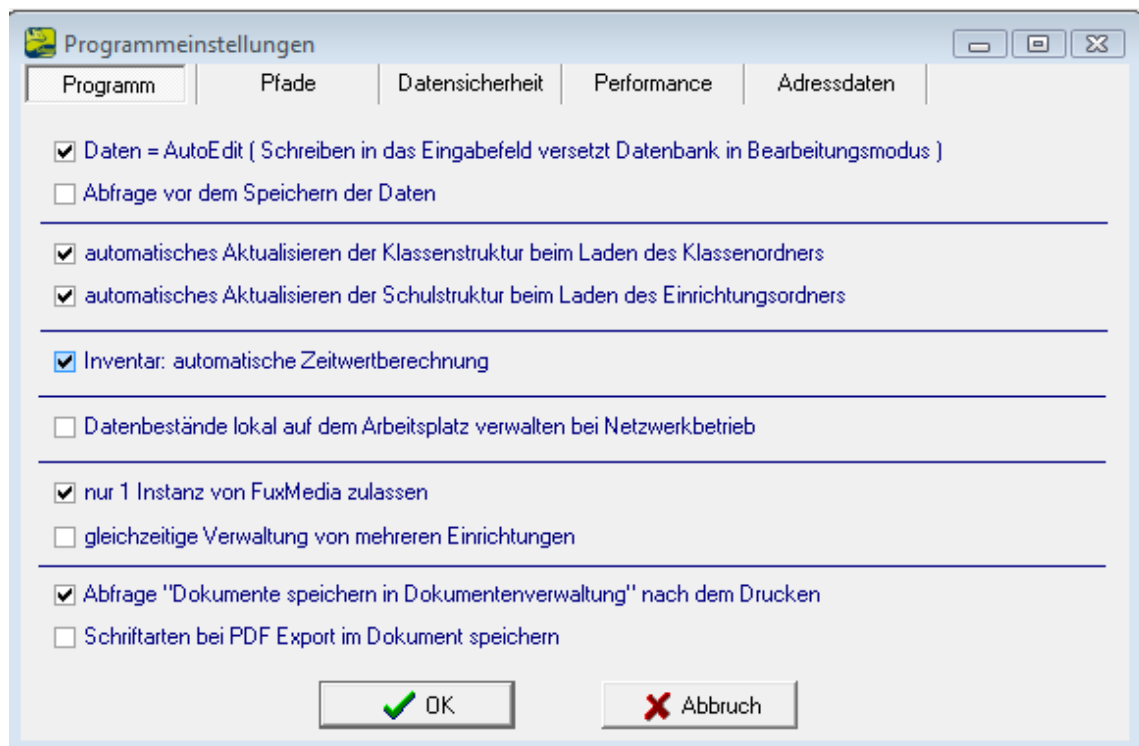 Programmeinstellungen
Programm Pfade Datensicherheit Performance Adressdaten
Daten = AutoEdit ( Schreiben in das Eingabefeld versetzt Datenbank in Bearbeitungsmodus )
Abfrage vor dem Speichern der Daten
automatisches Aktualisieren der Klassenstruktur beim Laden des Klassenordners
automatisches Aktualisieren der Schulstruktur beim Laden des Einrichtungsordners
Inventar: automatische Zeitwertberechnung
Datenbestände lokal auf dem Arbeitsplatz verwalten bei Netzwerkbetrieb
nur 1 Instanz von FuxMedia zulassen
gleichzeitige Verwaltung von mehreren Einrichtungen
Abfrage "Dokumente speichern in Dokumentenverwaltung" nach dem Drucken
Schriftarten bei PDF Export im Dokument speichern
OK Abbruch